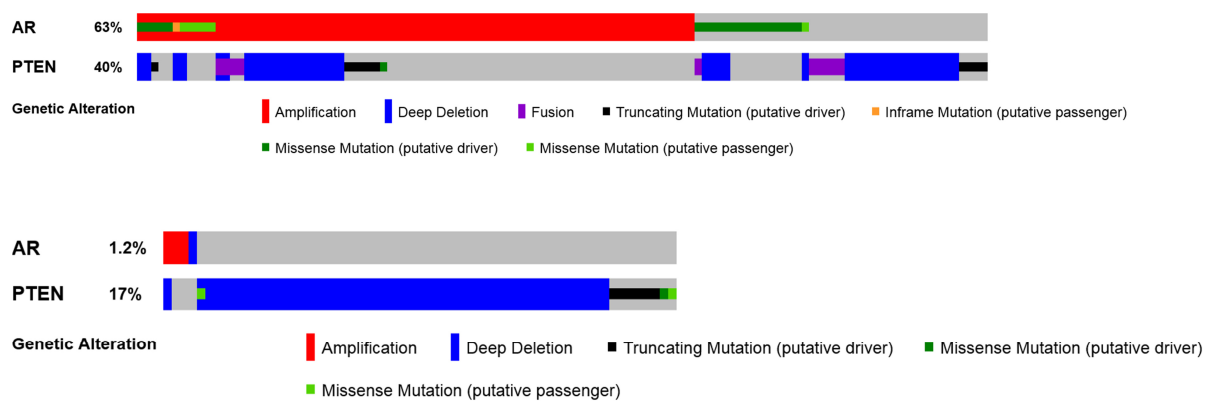 AR 63%
PTEN 40%
Genetic Alteration Amplification Deep Deletion Fusion Truncating Mutation (putative driver) Inframe Mutation (putative passenger)
Missense Mutation (putative driver) Missense Mutation (putative passenger)
AR 1.2%
PTEN 17%
Genetic Alteration Amplification Deep Deletion Truncating Mutation (putative driver) Missense Mutation (putative driver)
Missense Mutation (putative passenger)